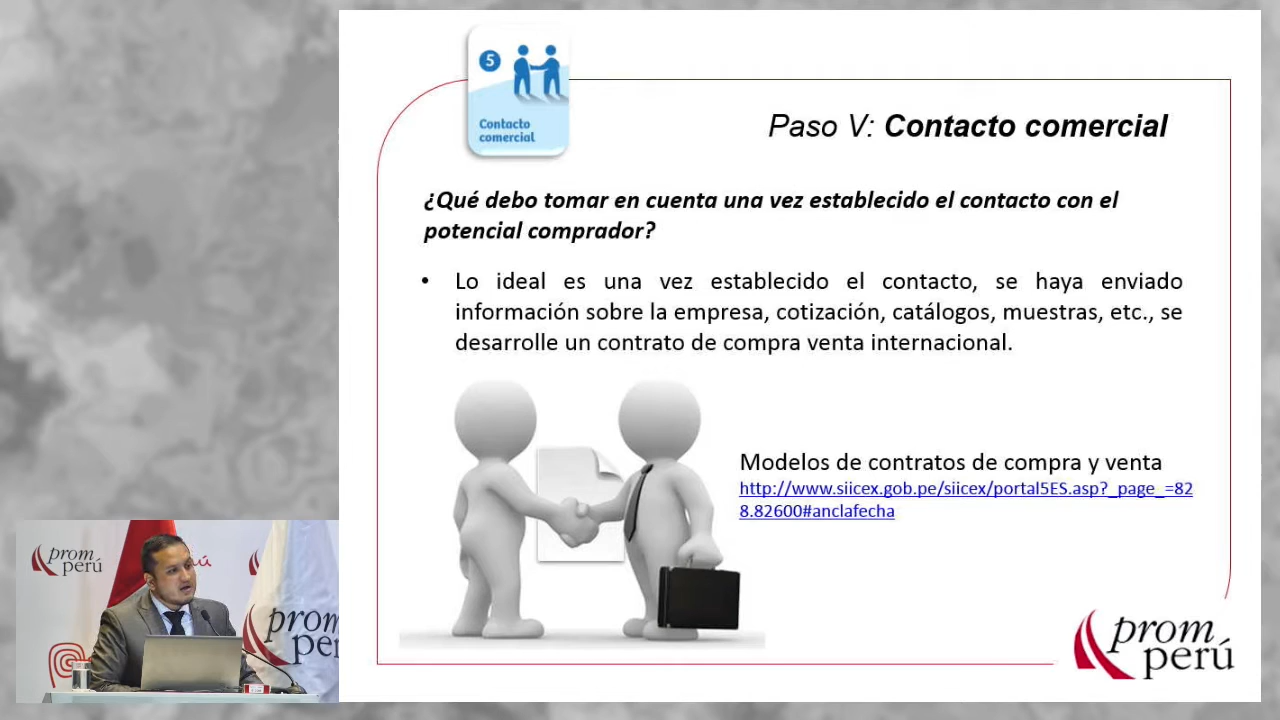 5
Contacto
comercial
Paso V: Contacto comercial
¿Qué debo tomar en cuenta una vez establecido el contacto con el
potencial comprador?
• Lo ideal es una vez establecido el contacto, se haya enviado
información sobre la empresa, cotización, catálogos, muestras, etc., se
desarrolle un contrato de compra venta internacional.
Modelos de contratos de compra y venta
http://www.siicex.gob.pe/siicex/portal5ES.asp?_page_=82
8.82600#anclafecha
prom
perú
prom
perú